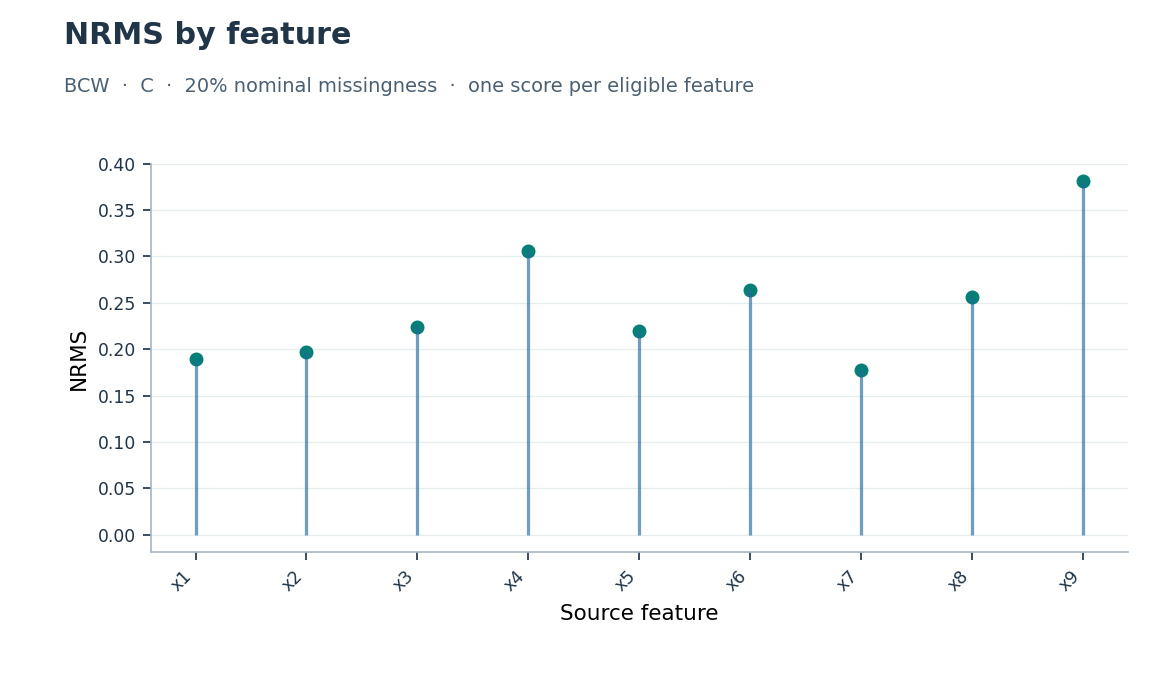 NRMS by feature
BCW · C · 20% nominal missingness · one score per eligible feature
0.40
0.35
0.30
0.25
0.20
0.15
0.10
0.05
0.00
NRMS
x1 x2 x3 x4 x5 x6 x7 x8 x9
Source feature